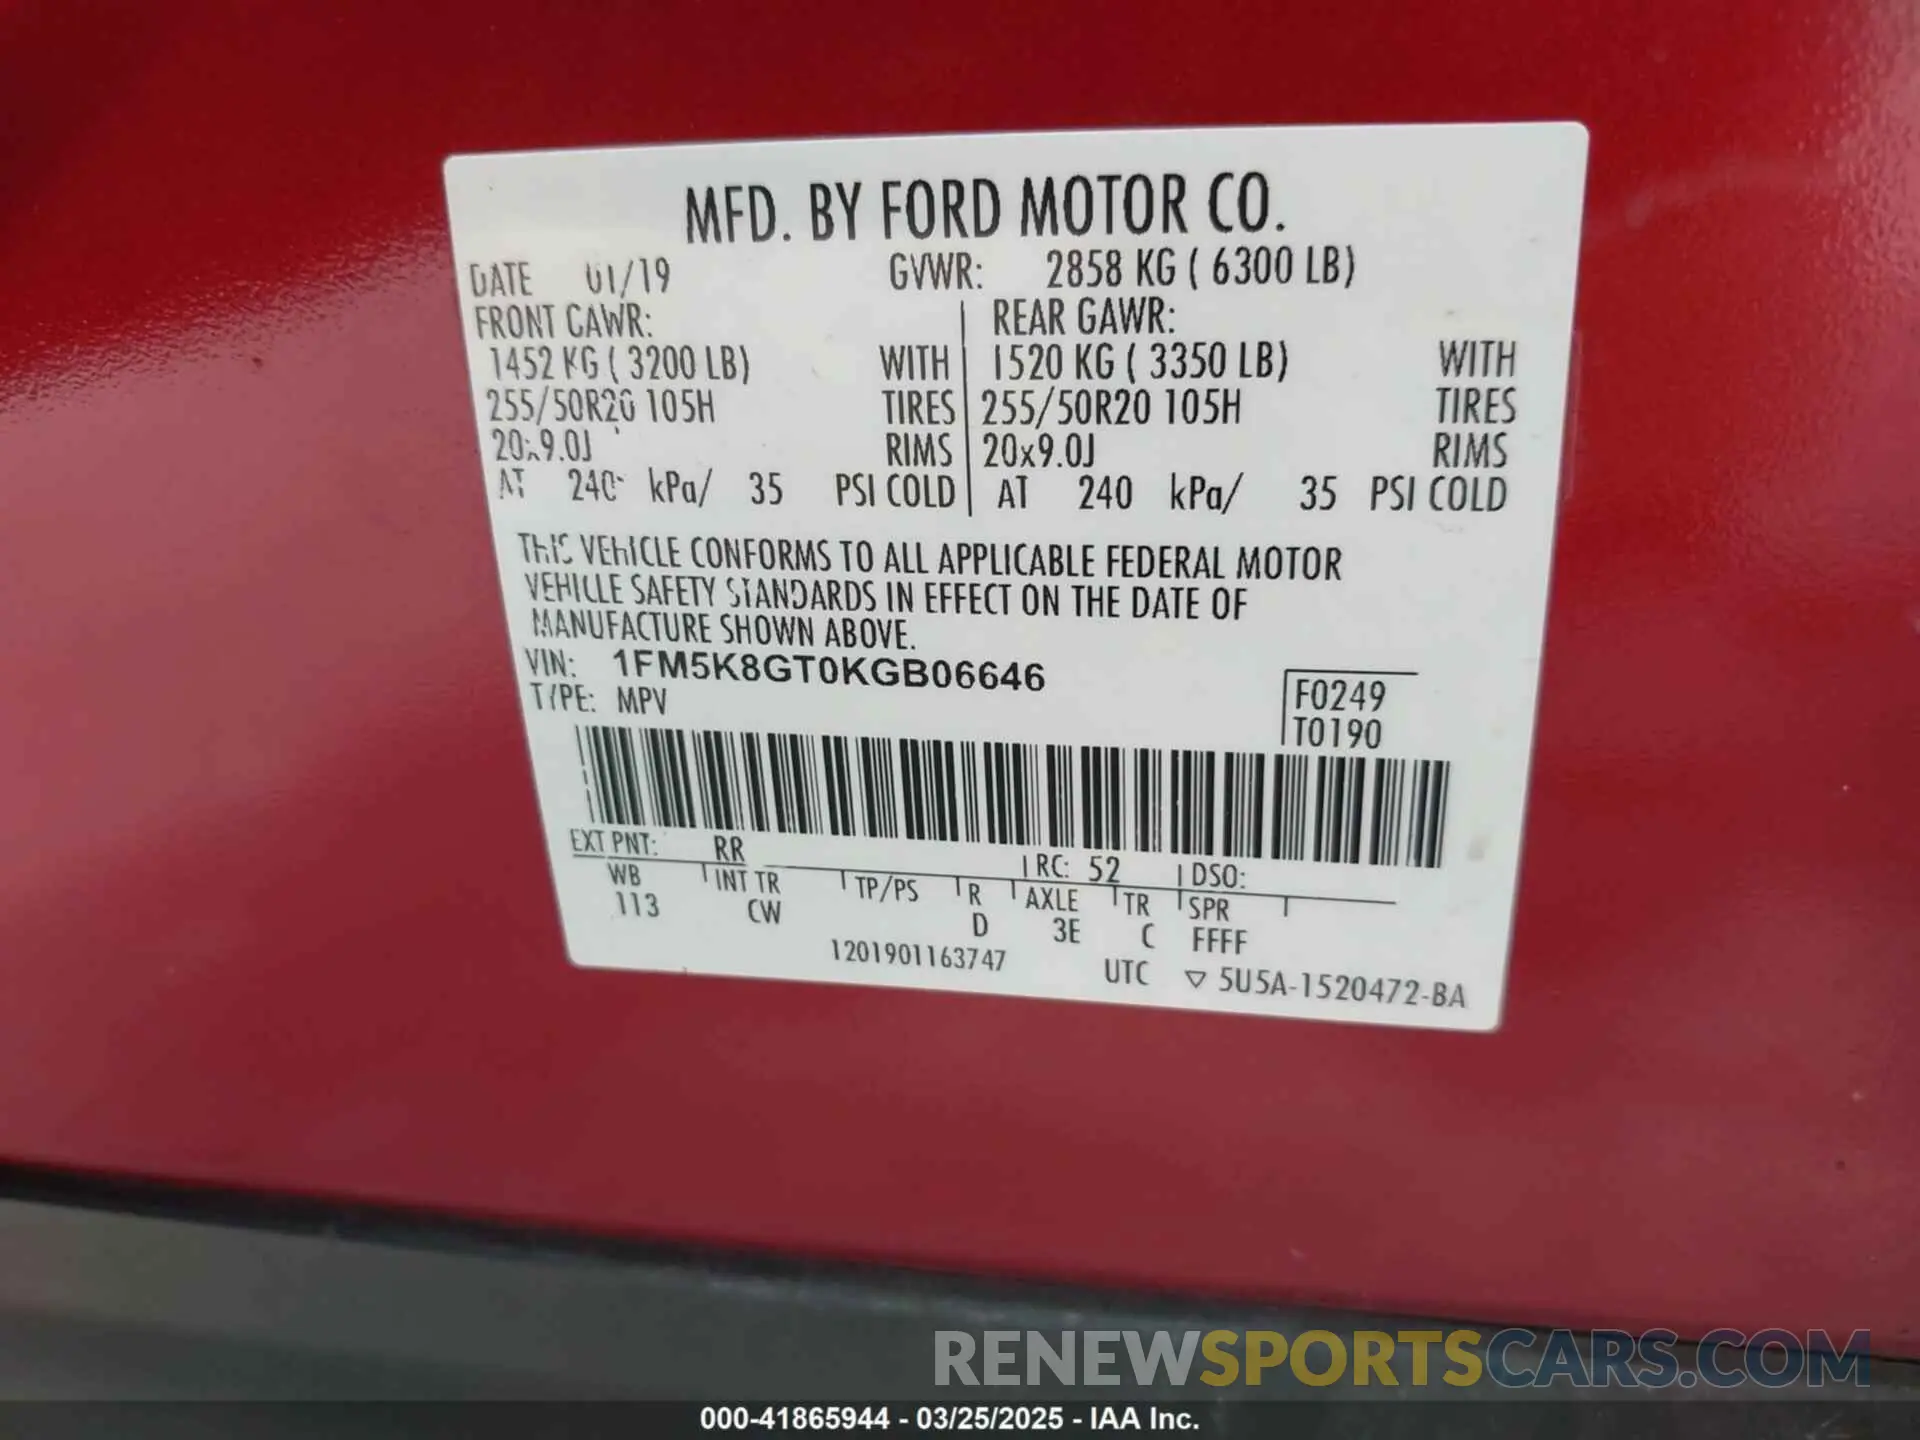 MFD. BY FORD MOTOR CO.
DATE 01/19 GVWR: 2858 KG ( 6300 LB)
FRONT GAWR: REAR GAWR:
1452 KG ( 3200 LB) WITH 1520 KG ( 3350 LB) WITH
255/50R20 105H TIRES 255/50R20 105H TIRES
20x9.0J RIMS 20x9.0J RIMS
AT 240 kPa/ 35 PSI COLD AT 240 kPa/ 35 PSI COLD
THIS VEHICLE CONFORMS TO ALL APPLICABLE FEDERAL MOTOR
VEHICLE SAFETY STANDARDS IN EFFECT ON THE DATE OF
MANUFACTURE SHOWN ABOVE.
VIN: 1FM5K8GT0KGB06646
TYPE: MPV
F0249
T0190
EXT PNT: RR RC: 52 DSO:
WB INT TR TP/PS R AXLE TR SPR
113 CW D 3E C FFFF
1201901163747 UTC ▽ 5U5A-1520472-BA
RENEWSPORTSCARS.COM
000-41865944 - 03/25/2025 - IAA Inc.